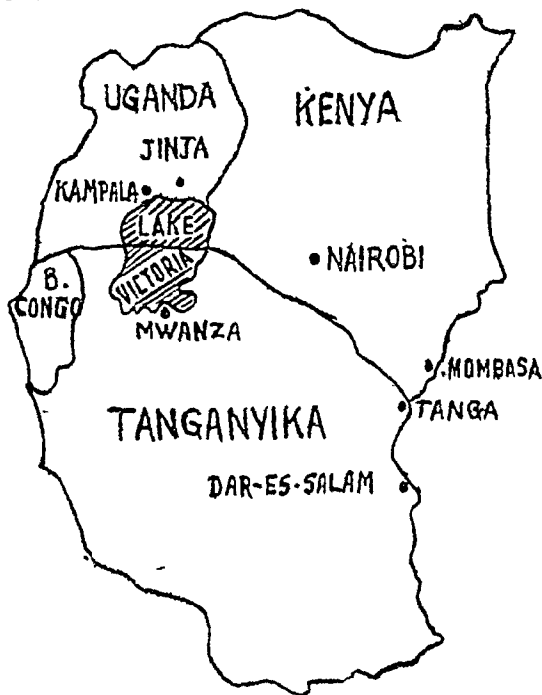 UGANDA
KENYA
JINJA
KAMPALA
LAKE
VICTORIA
NAIROBI
B.
CONGO
MWANZA
MOMBASA
TANGA
TANGANYIKA
DAR-ES-SALAM